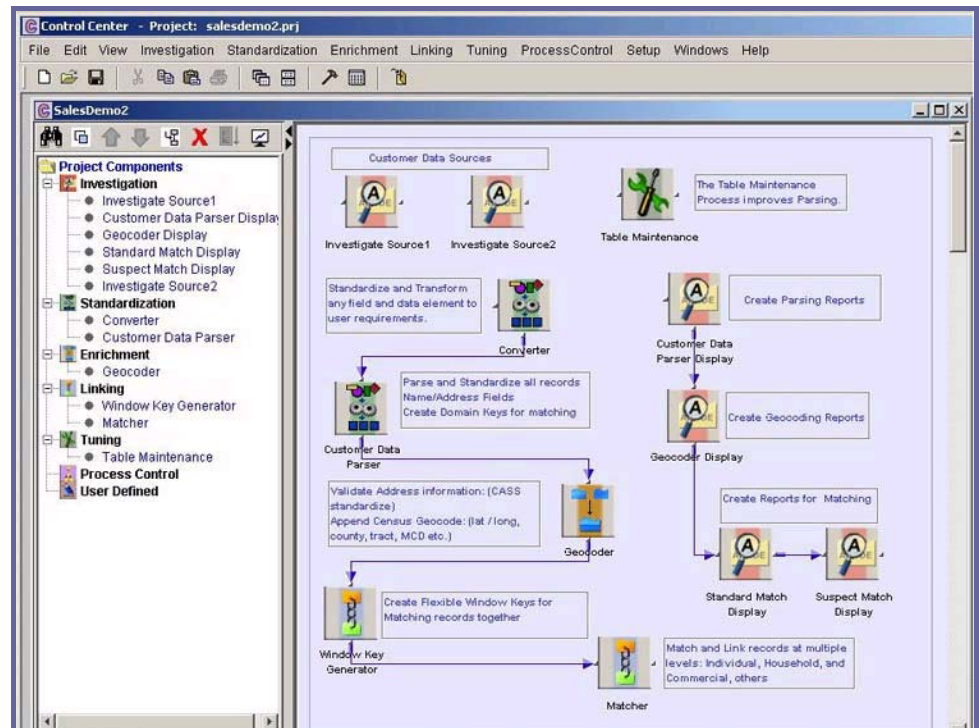 Control Center - Project: salesdemo2.prj
File Edit View Investigation Standardization Enrichment Linking Tuning ProcessControl Setup Windows Help
SalesDemo2
Project Components
Investigation
Investigate Source1
Customer Data Parser Display
Geocoder Display
Standard Match Display
Suspect Match Display
Investigate Source2
Standardization
Converter
Customer Data Parser
Enrichment
Geocoder
Linking
Window Key Generator
Matcher
Tuning
Table Maintenance
Process Control
User Defined
Customer Data Sources
Investigate Source1
Investigate Source2
Table Maintenance
The Table Maintenance
Process improves Parsing.
Standardize and Transform
any field and data element to
user requirements.
Converter
Customer Data
Parser Display
Create Parsing Reports
Parse and Standardize all records
Name/Address Fields
Create Domain Keys for matching
Customer Data
Parser
Geocoder Display
Create Geocoding Reports
Validate Address information: (CASS
standardize)
Append Census Geocode: (lat / long,
county, tract, MCD etc.)
Geocoder
Create Reports for Matching
Standard Match
Display
Suspect Match
Display
Window Key
Generator
Create Flexible Window Keys for
Matching records together
Matcher
Match and Link records at multiple
levels: Individual, Household, and
Commercial, others